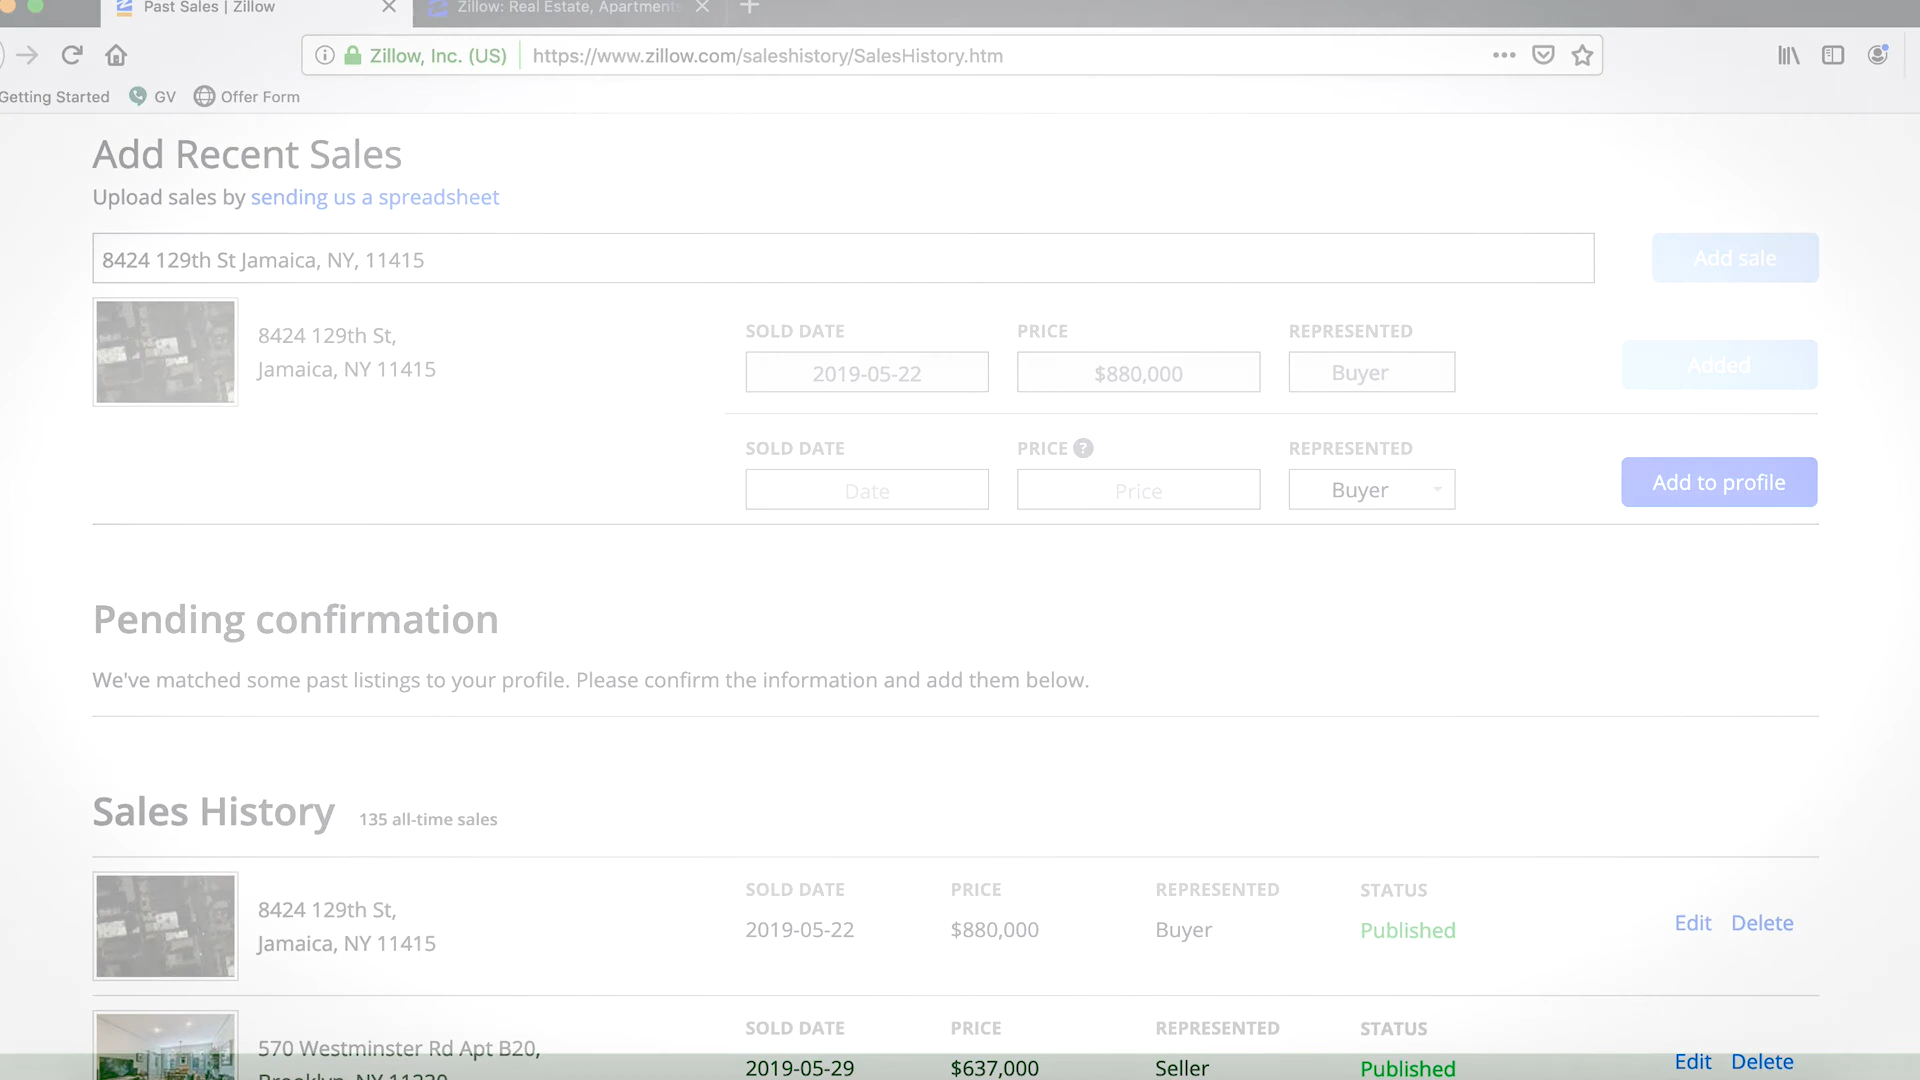 Past Sales | Zillow
Zillow: Real Estate, Apartments
Zillow, Inc. (US) https://www.zillow.com/saleshistory/SalesHistory.htm
Getting Started GV Offer Form
Add Recent Sales
Upload sales by sending us a spreadsheet
8424 129th St Jamaica, NY, 11415 Add sale
8424 129th St,
Jamaica, NY 11415
SOLD DATE PRICE REPRESENTED
2019-05-22 $880,000 Buyer Added
SOLD DATE PRICE ? REPRESENTED
Date Price Buyer Add to profile
Pending confirmation
We've matched some past listings to your profile. Please confirm the information and add them below.
Sales History 135 all-time sales
8424 129th St,
Jamaica, NY 11415
SOLD DATE PRICE REPRESENTED STATUS
2019-05-22 $880,000 Buyer Published Edit Delete
570 Westminster Rd Apt B20,
Brooklyn, NY 11230
SOLD DATE PRICE REPRESENTED STATUS
2019-05-29 $637,000 Seller Published Edit Delete